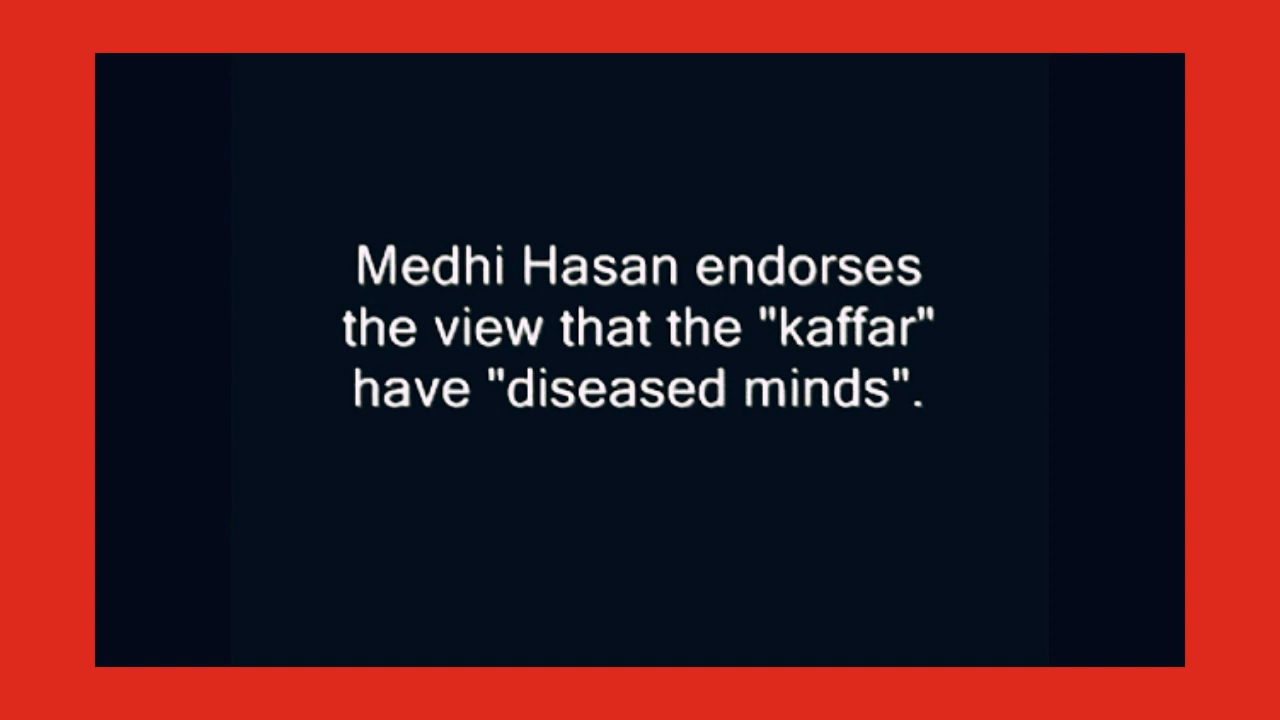 Medhi Hasan endorses
the view that the "kaffar"
have "diseased minds".